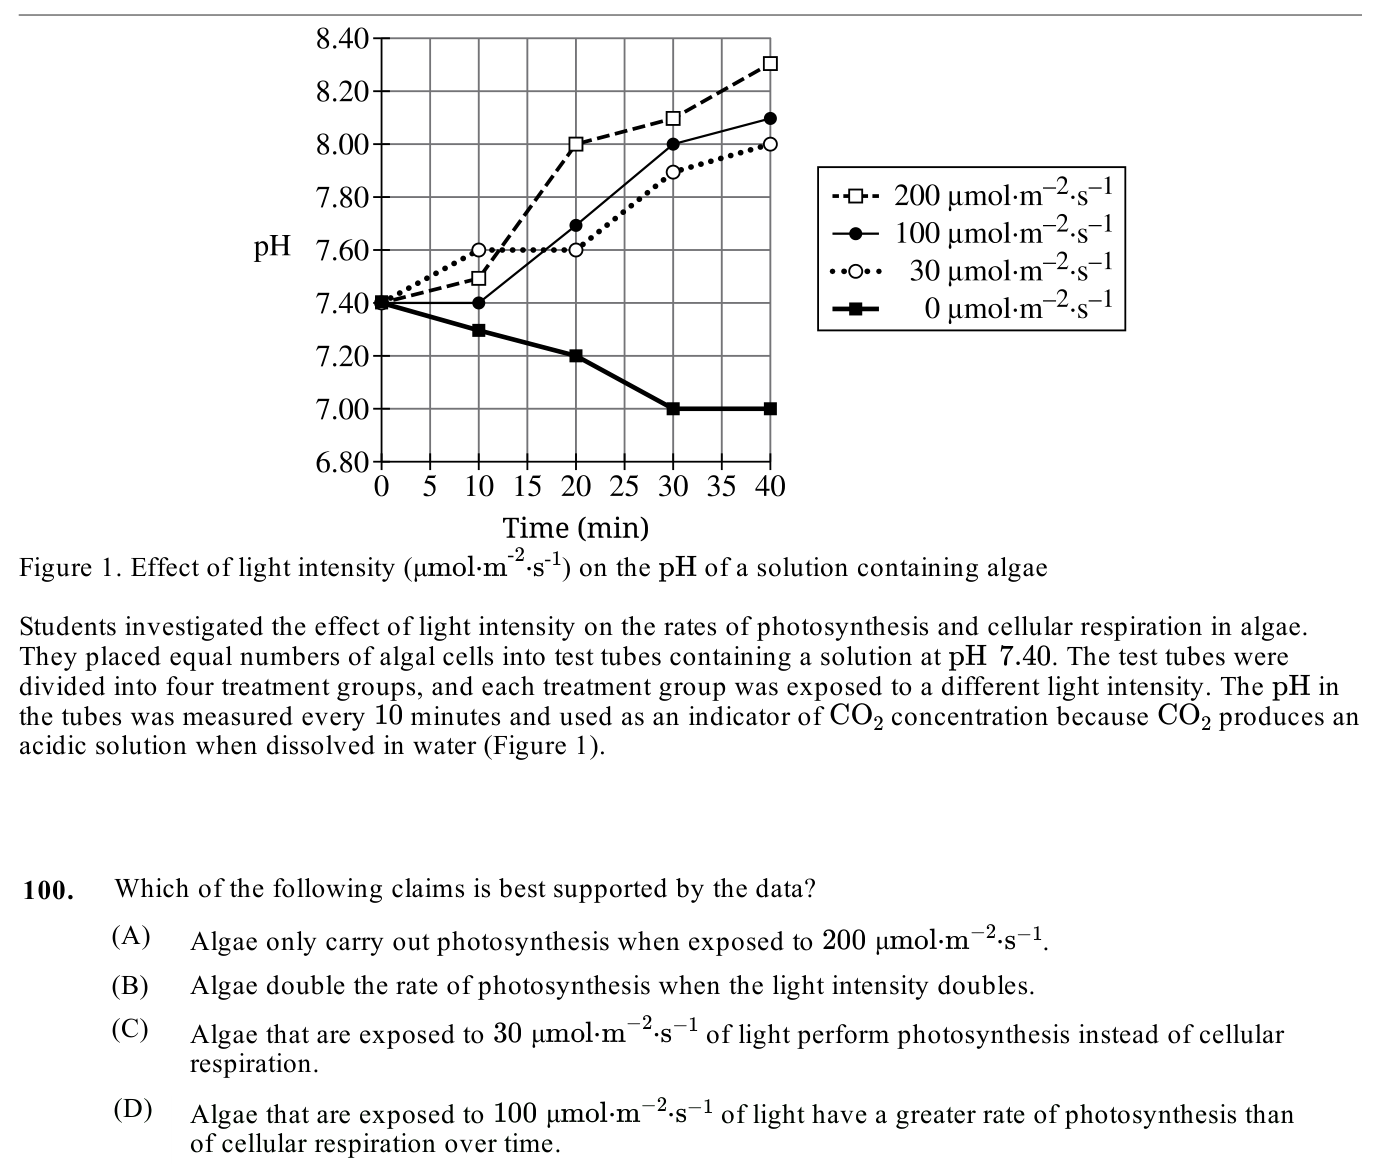 8.40
8.20
8.00
7.80
pH 7.60
7.40
7.20
7.00
6.80
0 5 10 15 20 25 30 35 40
Time (min)
200 μmol·m⁻²·s⁻¹
100 μmol·m⁻²·s⁻¹
30 μmol·m⁻²·s⁻¹
0 μmol·m⁻²·s⁻¹
Figure 1. Effect of light intensity (μmol·m⁻²·s⁻¹) on the pH of a solution containing algae
Students investigated the effect of light intensity on the rates of photosynthesis and cellular respiration in algae.
They placed equal numbers of algal cells into test tubes containing a solution at pH 7.40. The test tubes were
divided into four treatment groups, and each treatment group was exposed to a different light intensity. The pH in
the tubes was measured every 10 minutes and used as an indicator of CO₂ concentration because CO₂ produces an
acidic solution when dissolved in water (Figure 1).
100. Which of the following claims is best supported by the data?
(A) Algae only carry out photosynthesis when exposed to 200 μmol·m⁻²·s⁻¹.
(B) Algae double the rate of photosynthesis when the light intensity doubles.
(C) Algae that are exposed to 30 μmol·m⁻²·s⁻¹ of light perform photosynthesis instead of cellular
respiration.
(D) Algae that are exposed to 100 μmol·m⁻²·s⁻¹ of light have a greater rate of photosynthesis than
of cellular respiration over time.